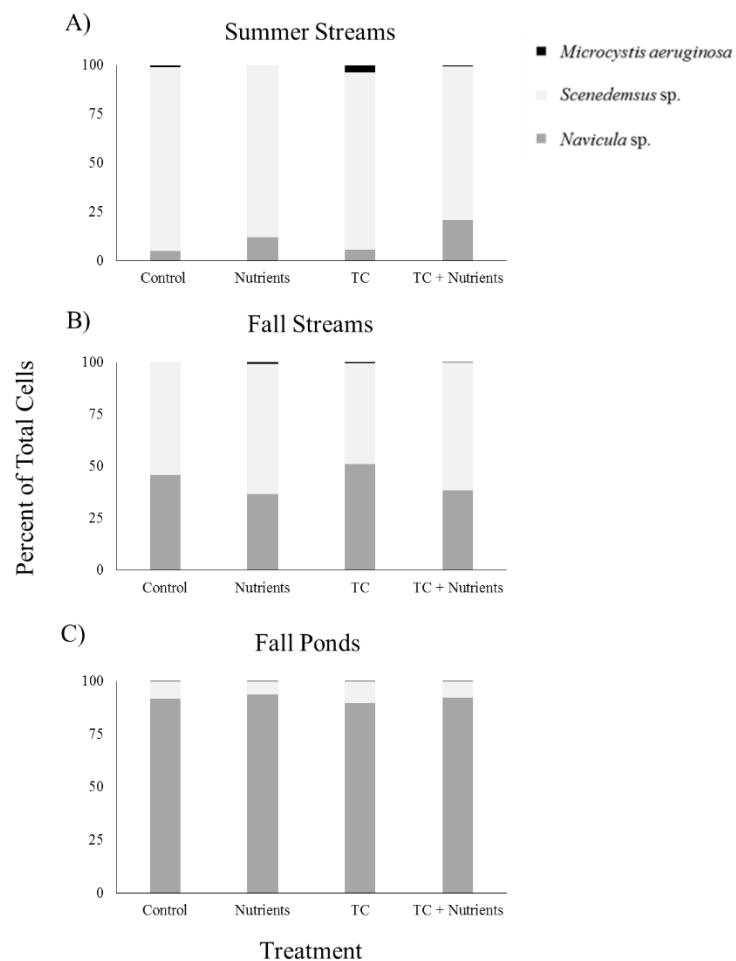 A)
Summer Streams
Microcystis aeruginosa
Scenedemsus sp.
Navicula sp.
100
75
50
25
0
Control Nutrients TC TC + Nutrients
B)
Fall Streams
100
75
50
25
0
Control Nutrients TC TC + Nutrients
Percent of Total Cells
C)
Fall Ponds
100
75
50
25
0
Control Nutrients TC TC + Nutrients
Treatment